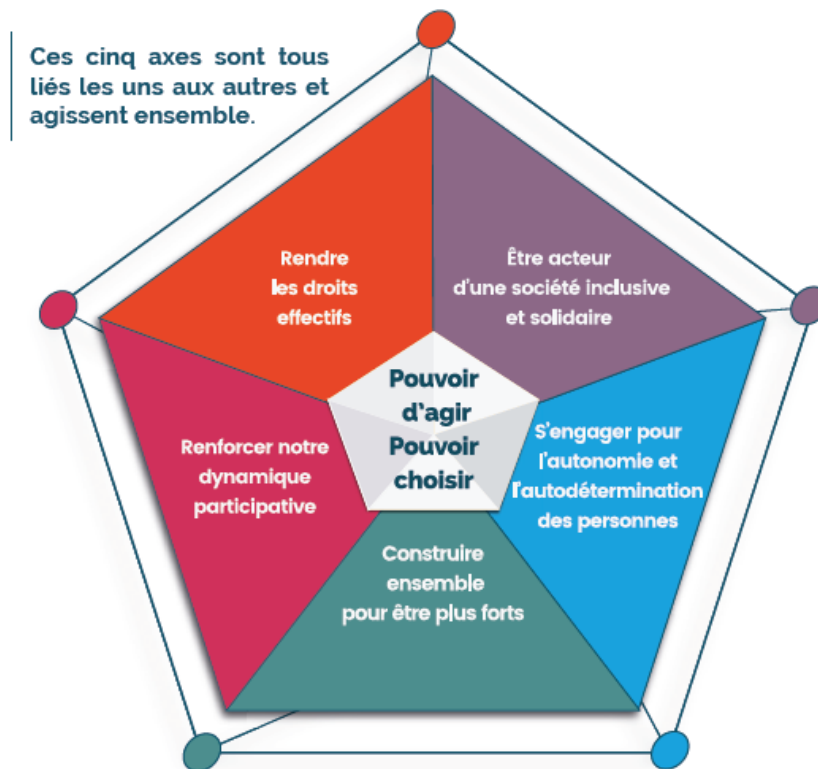 Ces cinq axes sont tous
liés les uns aux autres et
agissent ensemble.
Rendre
les droits
effectifs
Être acteur
d'une société inclusive
et solidaire
Pouvoir
d'agir
Pouvoir
choisir
Renforcer notre
dynamique
participative
S'engager pour
l'autonomie et
l'autodétermination
des personnes
Construire
ensemble
pour être plus forts